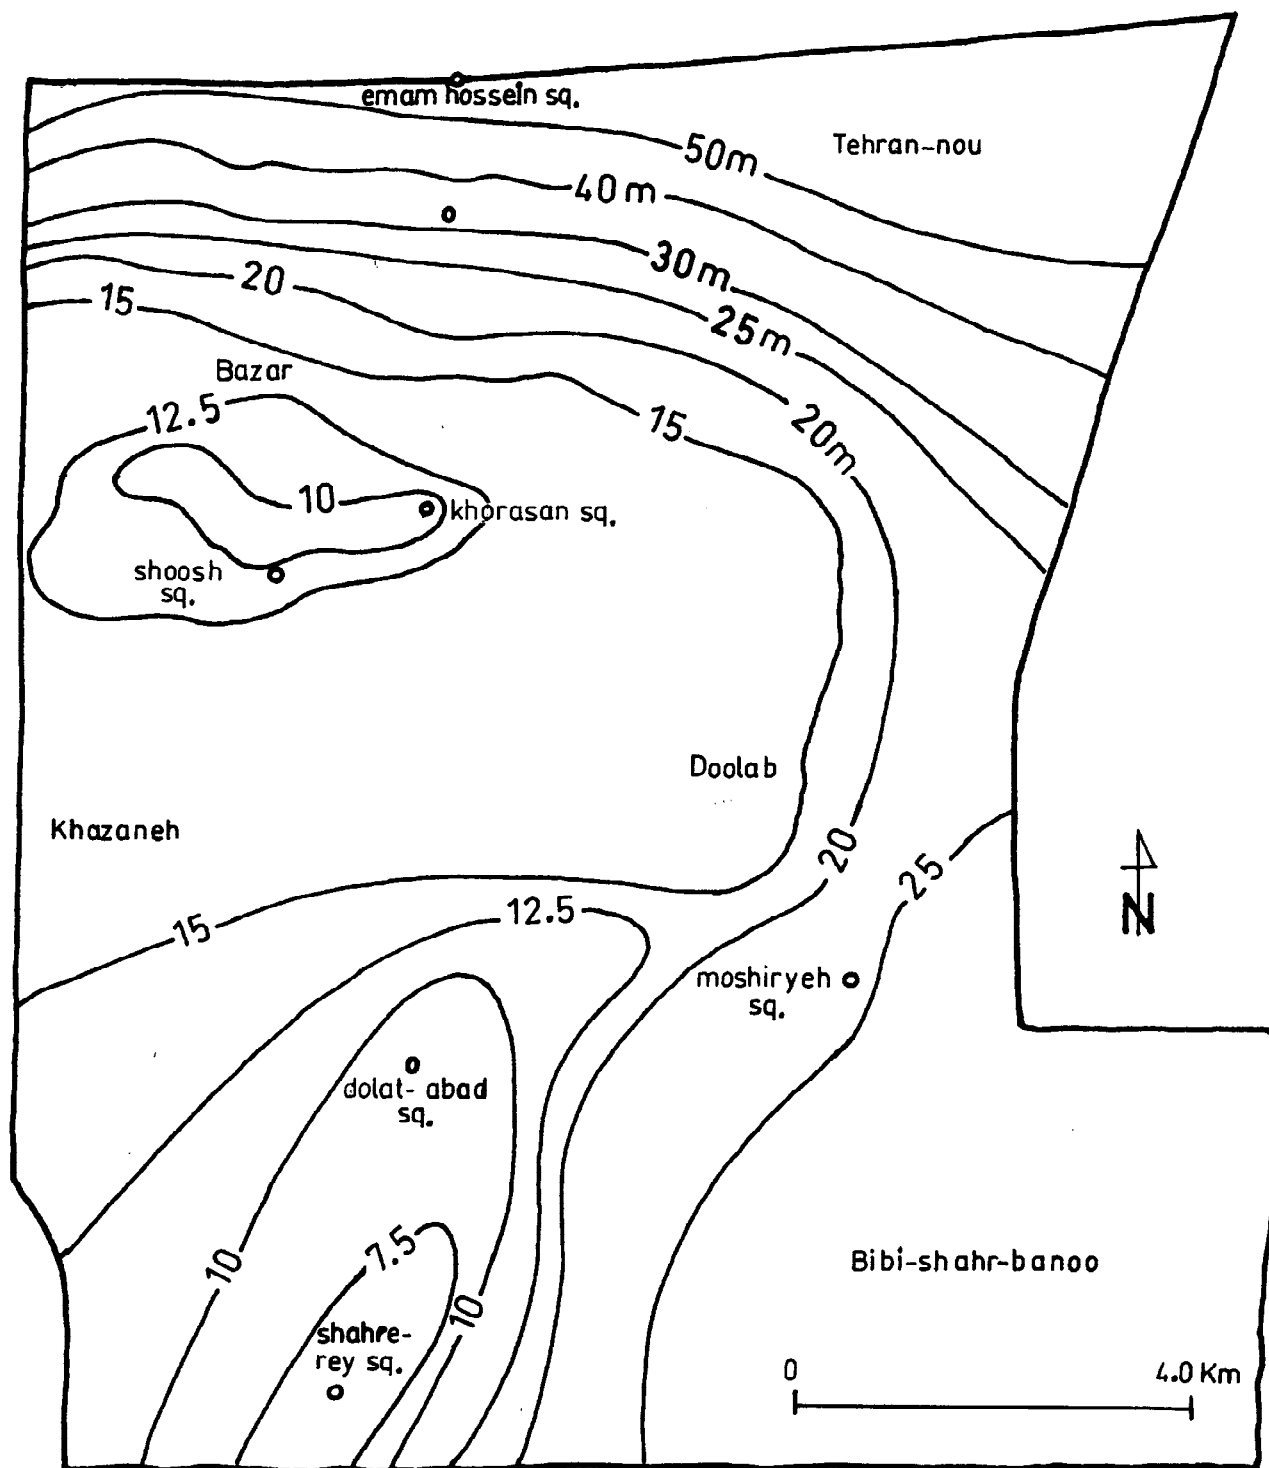 emam hossein sq.
Tehran-nou
50m
40m
30m
20
25m
15
Bazar
12.5
15
20m
10
khorasan sq.
shoosh
sq.
Doolab
Khazaneh
20
25
12.5
15
N
moshiryeh
sq.
dolat-abad
sq.
7.5
10
Bibi-shahr-banoo
10
shahre-
rey sq.
0
4.0 Km